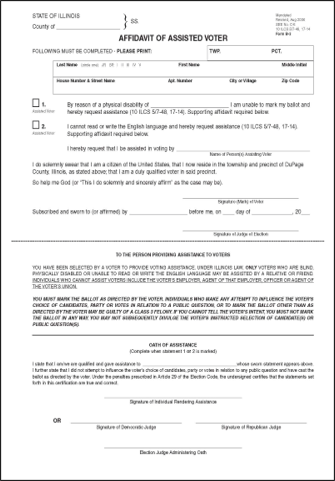 STATE OF ILLINOIS
County of
SS
AFFIDAVIT OF ASSISTED VOTER
FOLLOWING MUST BE COMPLETED - PLEASE PRINT:
TWP.
PCT.
Last Name
First Name
Middle Initial
House Number & Street Name
Apt. Number
City or Village
Zip Code
1.
By reason of a physical disability of I am unable to mark my ballot and
hereby request assistance (10 ILCS 5/7-48, 17-14). Supporting affidavit required below.
2.
I cannot read or write the English language and hereby request assistance (10 ILCS 5/7-48, 17-14).
Supporting affidavit required below.
I hereby request that I be assisted in voting by
Name of Person(s) Assisting Voter
I do solemnly swear that I am a citizen of the United States, that I now reside in the township and precinct of DuPage
County, Illinois, as stated above; that I am a duly qualified voter in said precinct.
So help me God (or "This I do solemnly and sincerely affirm" as the case may be).
Signature (Mark) of Voter
Subscribed and sworn to (or affirmed) by before me, on day of , 20
Signature of Judge of Election
TO THE PERSON PROVIDING ASSISTANCE TO VOTERS
YOU HAVE BEEN SELECTED BY A VOTER TO PROVIDE VOTING ASSISTANCE. UNDER ILLINOIS LAW, ONLY VOTERS WHO ARE BLIND,
PHYSICALLY DISABLED OR UNABLE TO READ OR WRITE THE ENGLISH LANGUAGE MAY BE ASSISTED BY A RELATIVE OR FRIEND.
INDIVIDUALS WHO CANNOT ASSIST VOTERS INCLUDE THE VOTER'S EMPLOYER, AGENT OF THAT EMPLOYER, OFFICER OR AGENT OF
THE VOTER'S UNION.
YOU MUST MARK THE BALLOT AS DIRECTED BY THE VOTER. INDIVIDUALS WHO MAKE ANY ATTEMPT TO INFLUENCE THE VOTER'S
CHOICE OF CANDIDATES, PARTY OR VOTES IN RELATION TO ANY PUBLIC QUESTION, OR TO MARK THE BALLOT OTHER THAN AS
DIRECTED BY THE VOTER MAY BE GUILTY OF A CLASS 3 FELONY. IF YOU CANNOT TELL THE VOTER'S INTENT, YOU MUST NOT MARK
THE BALLOT IN ANY WAY. YOU MAY NOT SUBSEQUENTLY DIVULGE THE VOTER'S INSTRUCTED SELECTION OF CANDIDATE(S) OR
PUBLIC QUESTION(S).
OATH OF ASSISTANCE
(Complete when statement 1 or 2 is marked)
I state that I am/we are qualified and gave assistance to whose sworn statement appears above.
I further state that I did not attempt to influence the voter's choice of candidates, party or votes in relation to any public question and have cast the
ballot as directed by the voter. Under the penalties prescribed in Article 29 of the Election Code, the undersigned certifies that the statements set
forth in this certification are true and correct.
Signature of Individual Rendering Assistance
OR
Signature of Democratic Judge
Signature of Republican Judge
Election Judge Administering Oath